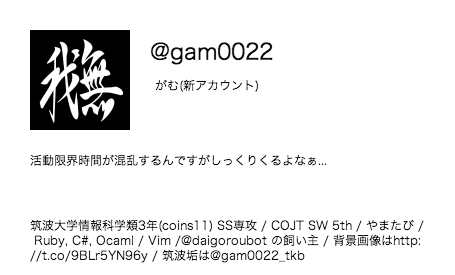 我無
@gam0022
がむ(新アカウント)
活動限界時間が混乱するんですがしっくりくるよなぁ...
筑波大学情報科学類3年(coins11) SS専攻 / COJT SW 5th / やまたび /
Ruby, C#, Ocaml / Vim /@daigoroubot の飼い主 / 背景画像はhttp:
//t.co/9BLr5YN96y / 筑波垢は@gam0022_tkb